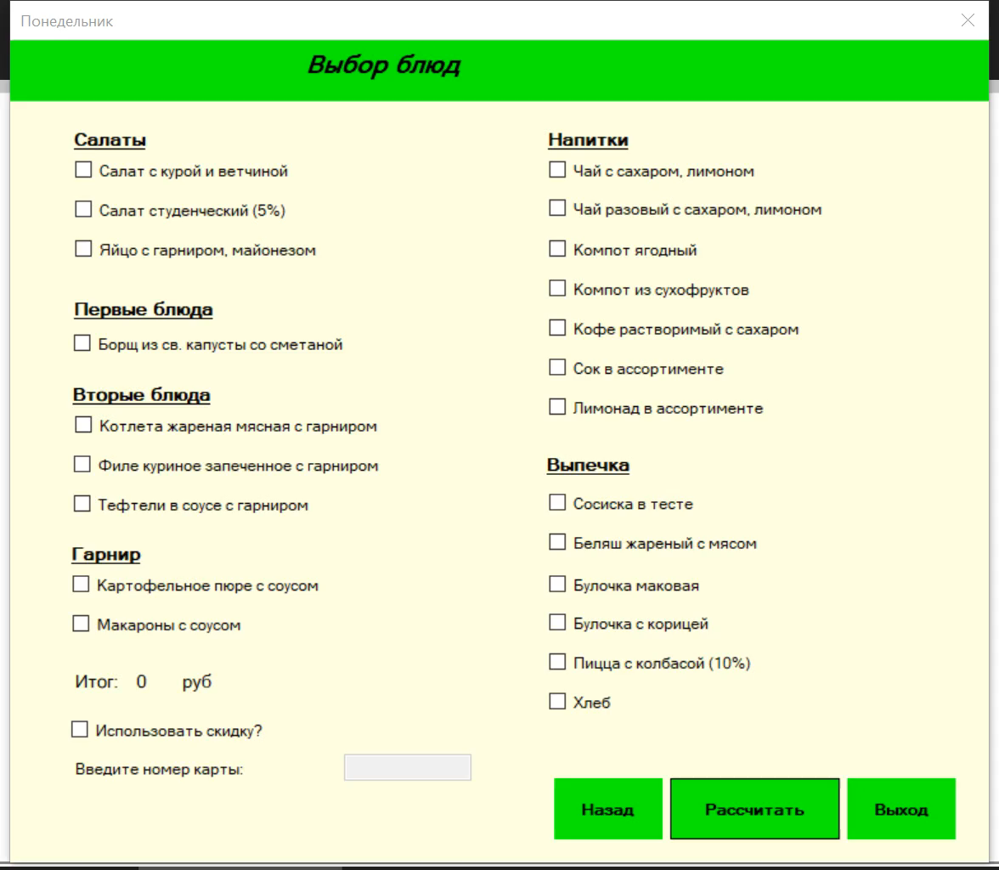 Понедельник
Выбор блюд
Салаты
Салат с курой и ветчиной
Салат студенческий (5%)
Яйцо с гарниром, майонезом
Первые блюда
Борщ из св. капусты со сметаной
Вторые блюда
Котлета жареная мясная с гарниром
Филе куриное запеченное с гарниром
Тефтели в соусе с гарниром
Гарнир
Картофельное пюре с соусом
Макароны с соусом
Итог: 0 руб
Использовать скидку?
Введите номер карты:
Напитки
Чай с сахаром, лимоном
Чай разовый с сахаром, лимоном
Компот ягодный
Компот из сухофруктов
Кофе растворимый с сахаром
Сок в ассортименте
Лимонад в ассортименте
Выпечка
Сосиска в тесте
Беляш жареный с мясом
Булочка маковая
Булочка с корицей
Пицца с колбасой (10%)
Хлеб
Назад
Рассчитать
Выход